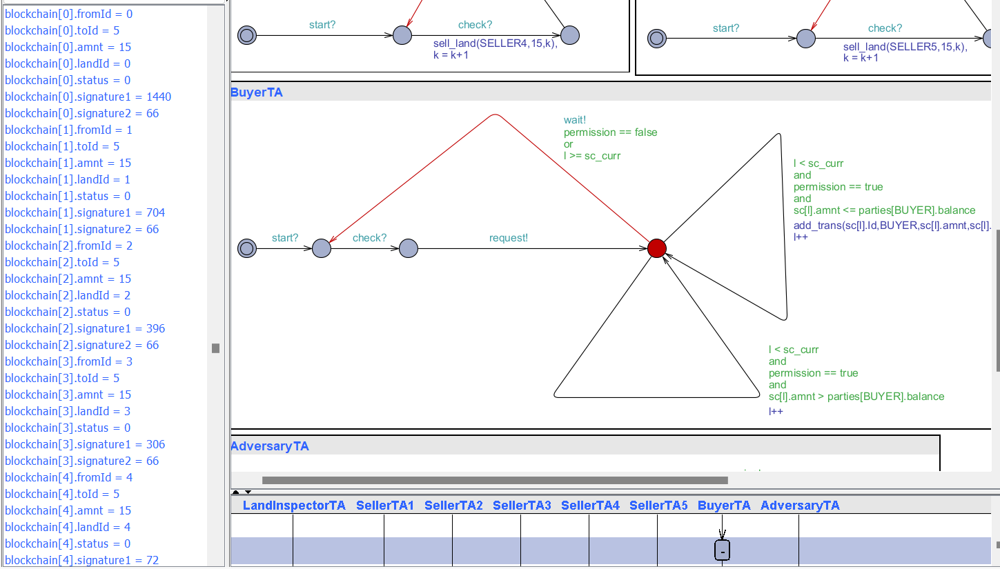 blockchain[0].fromId = 0
blockchain[0].toId = 5
blockchain[0].amnt = 15
blockchain[0].landId = 0
blockchain[0].status = 0
blockchain[0].signature1 = 1440
blockchain[0].signature2 = 66
blockchain[1].fromId = 1
blockchain[1].toId = 5
blockchain[1].amnt = 15
blockchain[1].landId = 1
blockchain[1].status = 0
blockchain[1].signature1 = 704
blockchain[1].signature2 = 66
blockchain[2].fromId = 2
blockchain[2].toId = 5
blockchain[2].amnt = 15
blockchain[2].landId = 2
blockchain[2].status = 0
blockchain[2].signature1 = 396
blockchain[2].signature2 = 66
blockchain[3].fromId = 3
blockchain[3].toId = 5
blockchain[3].amnt = 15
blockchain[3].landId = 3
blockchain[3].status = 0
blockchain[3].signature1 = 306
blockchain[3].signature2 = 66
blockchain[4].fromId = 4
blockchain[4].toId = 5
blockchain[4].amnt = 15
blockchain[4].landId = 4
blockchain[4].status = 0
blockchain[4].signature1 = 72
start?
check?
sell_land(SELLER4,15,k),
k = k+1
start?
check?
sell_land(SELLER5,15,k),
k = k+1
BuyerTA
wait!
permission == false
or
l >= sc_curr
l < sc_curr
and
permission == true
and
sc[l].amnt <= parties[BUYER].balance
add_trans(sc[l].Id,BUYER,sc[l].amnt,sc[l].
l++
start?
check?
request!
l < sc_curr
and
permission == true
and
sc[l].amnt > parties[BUYER].balance
l++
AdversaryTA
LandInspectorTA SellerTA1 SellerTA2 SellerTA3 SellerTA4 SellerTA5 BuyerTA AdversaryTA
-